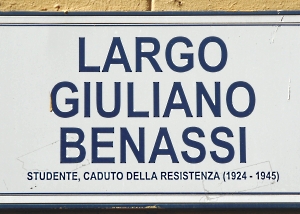 LARGO
GIULIANO
BENASSI
STUDENTE, CADUTO DELLA RESISTENZA (1924 - 1945)